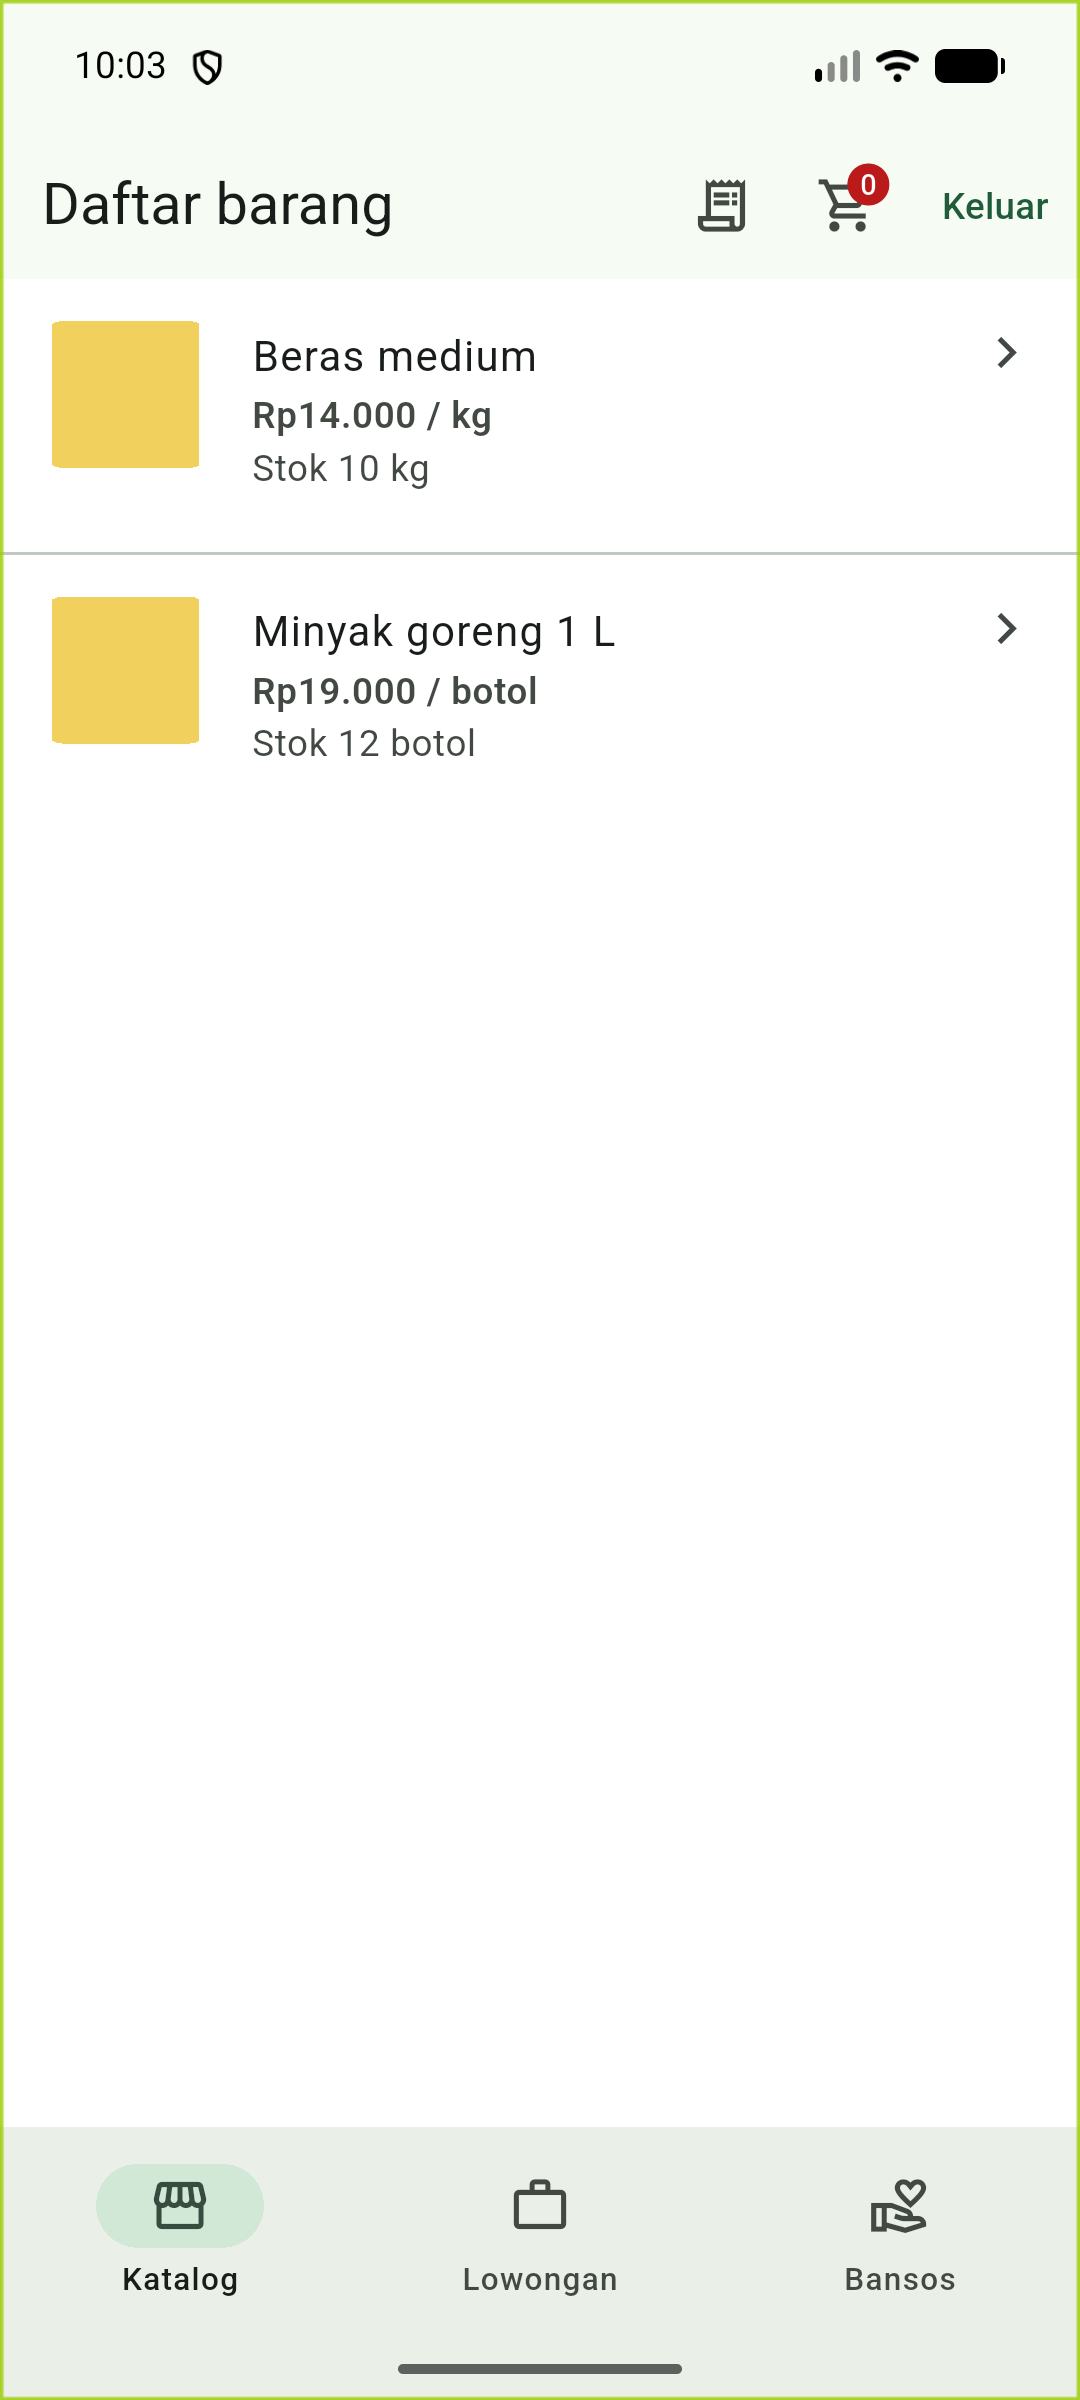 10:03
Daftar barang
0
Keluar
Beras medium
Rp14.000 / kg
Stok 10 kg
Minyak goreng 1 L
Rp19.000 / botol
Stok 12 botol
Katalog
Lowongan
Bansos